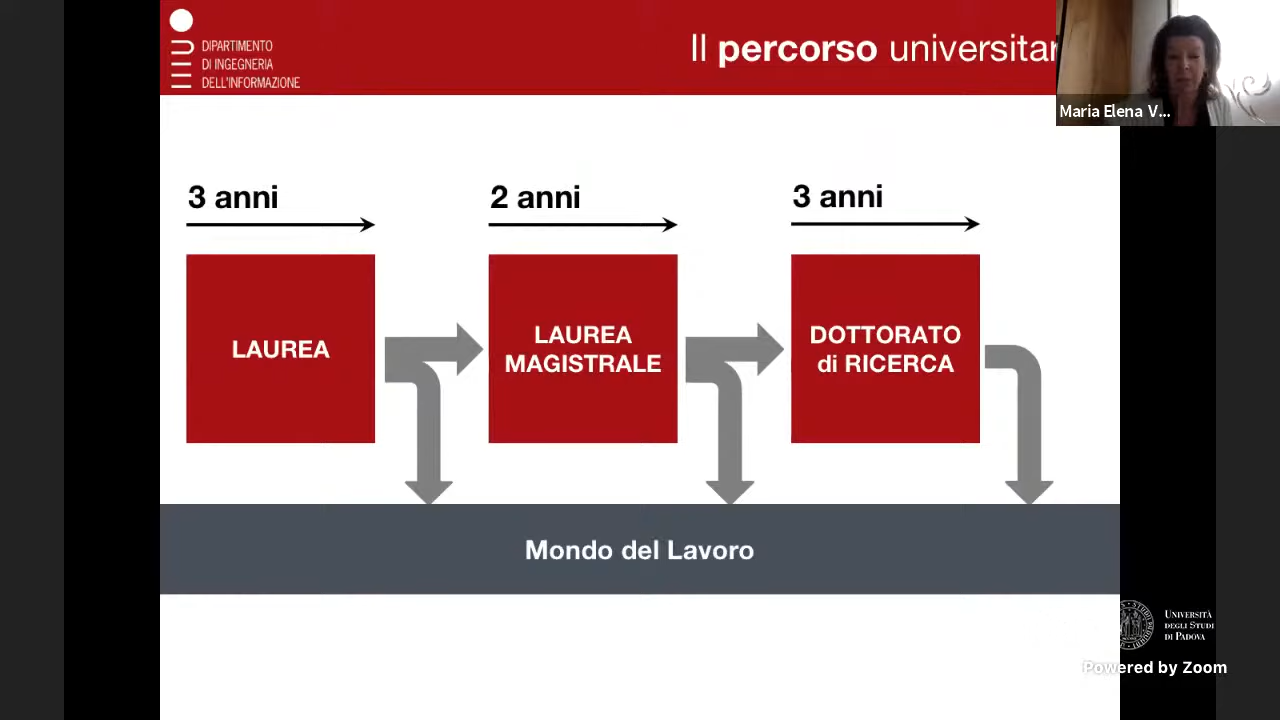 DIPARTIMENTO
DI INGEGNERIA
DELL'INFORMAZIONE
Il percorso universitar
Maria Elena V...
3 anni
2 anni
3 anni
LAUREA
LAUREA
MAGISTRALE
DOTTORATO
di RICERCA
Mondo del Lavoro
UNIVERSITÀ
DEGLI STUDI
DI PADOVA
Powered by Zoom